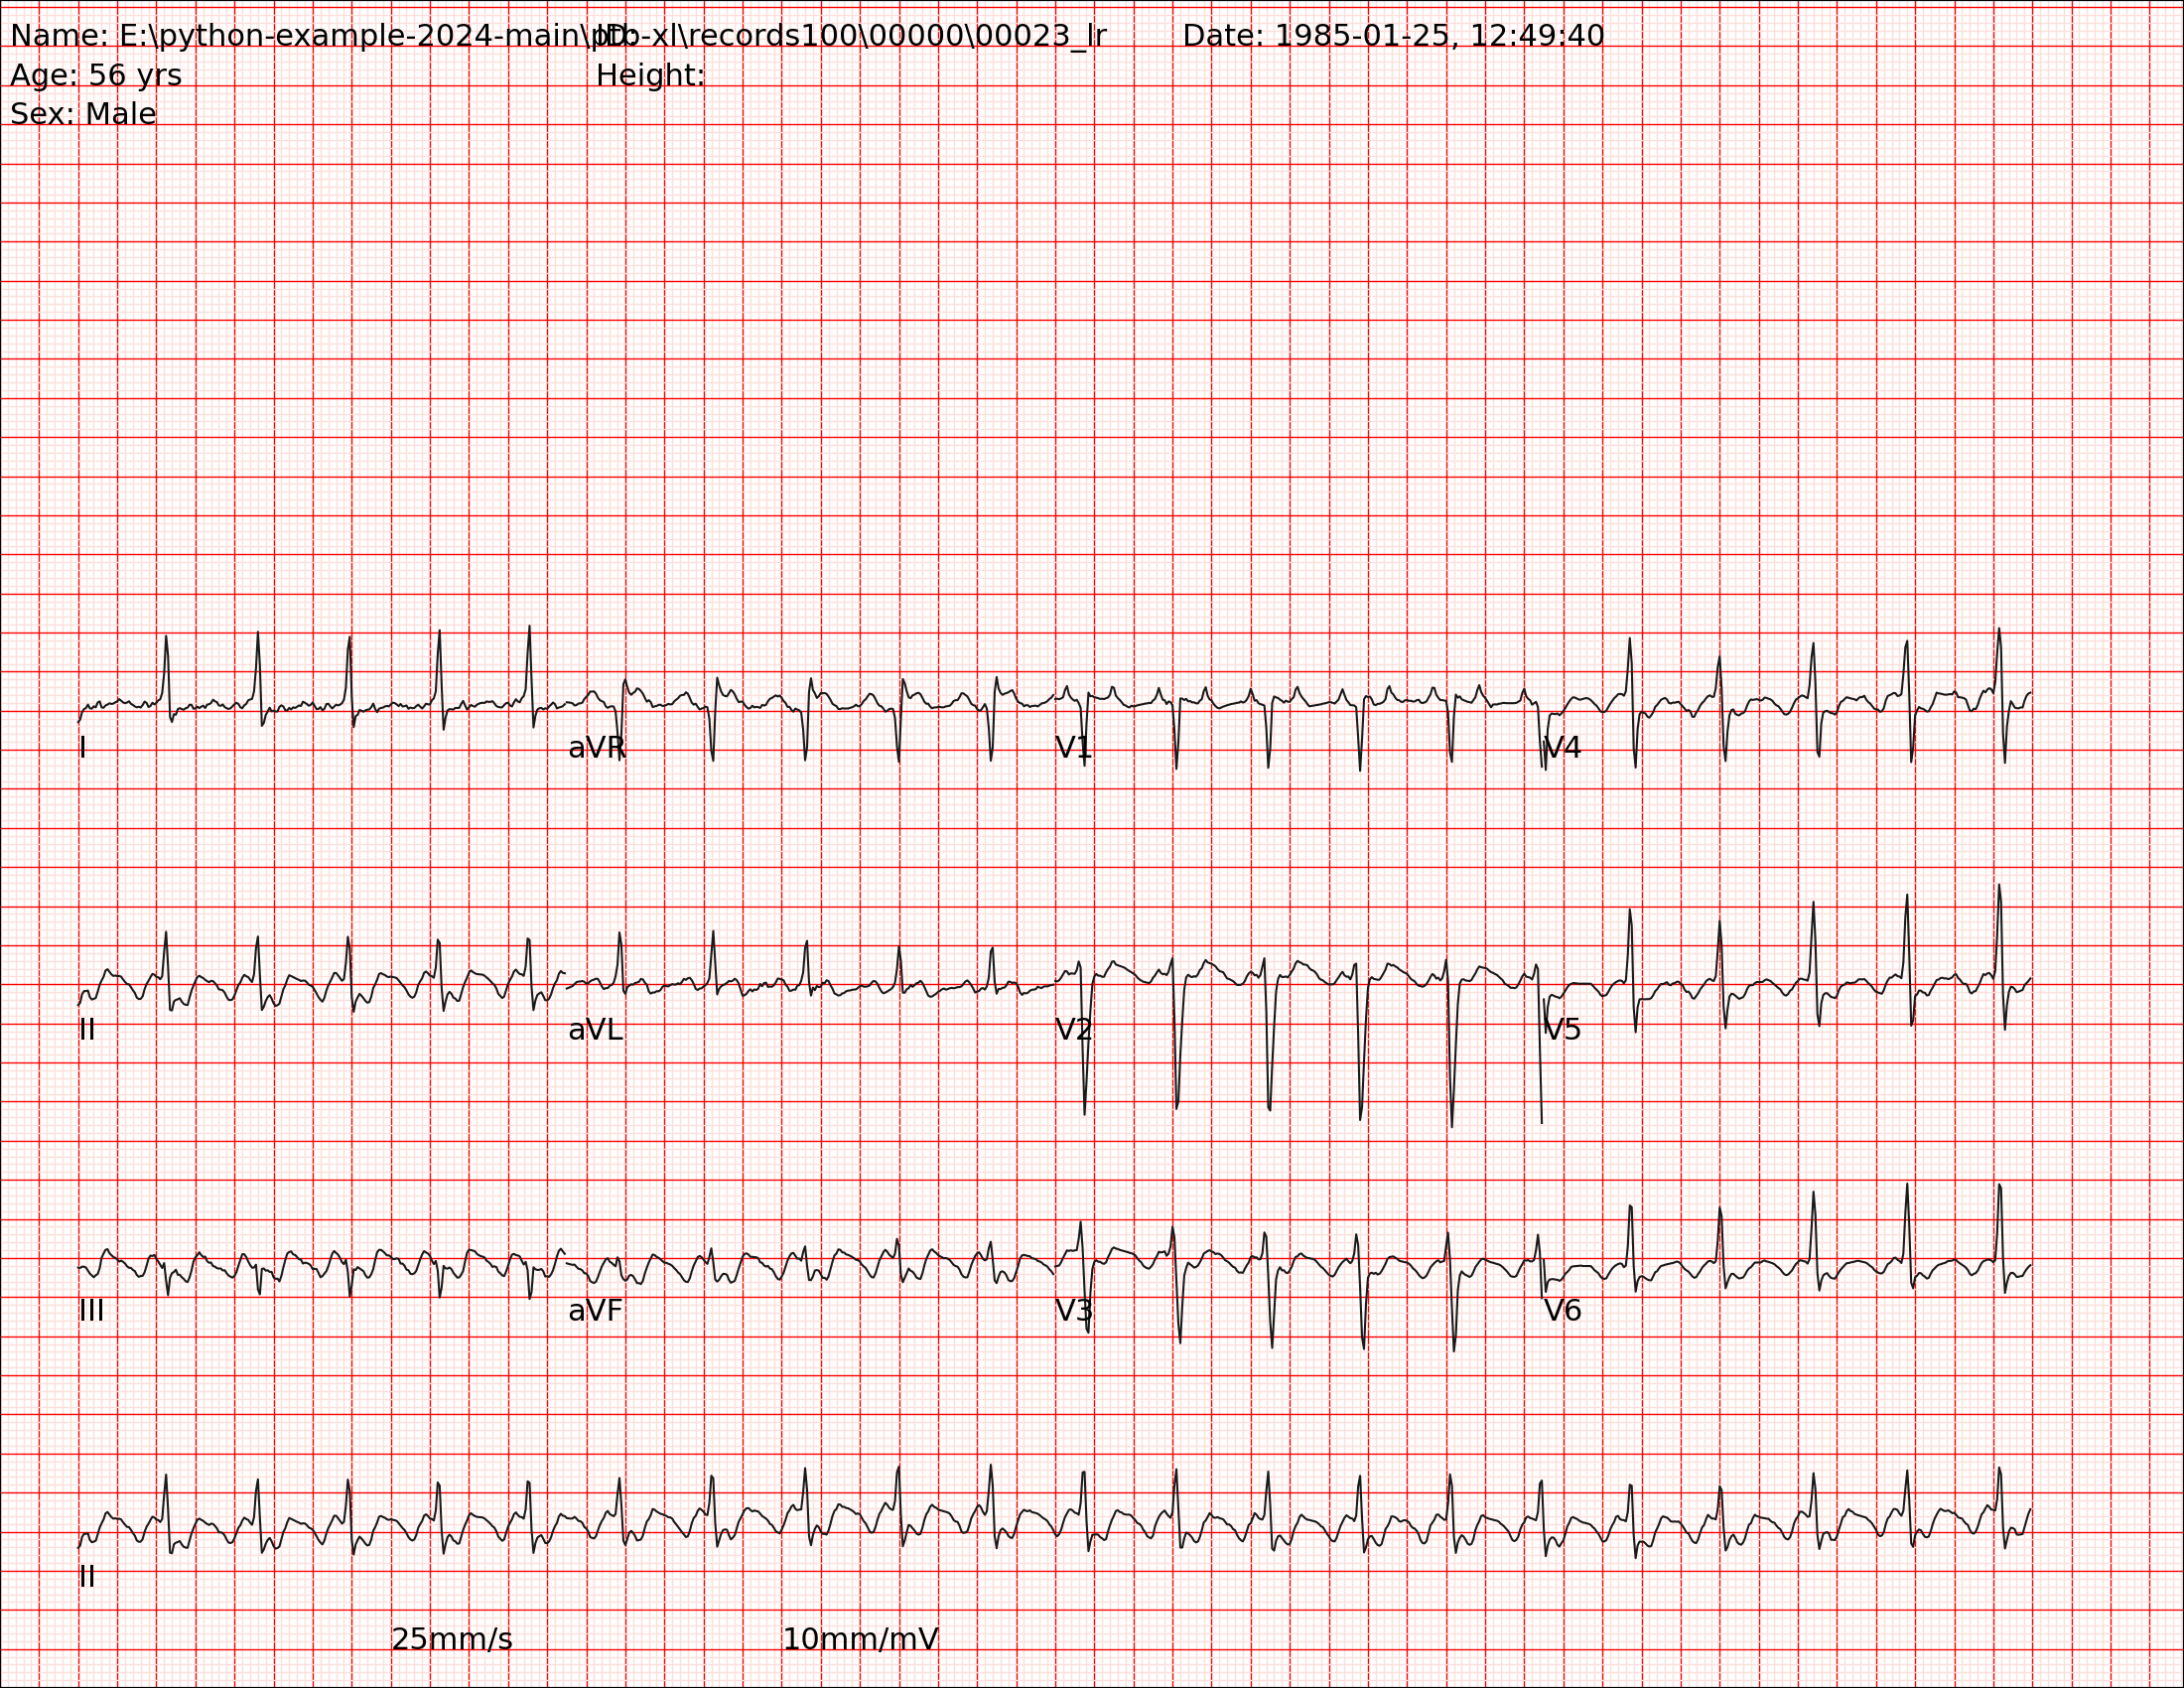 Name: E:\python-example-2024-main\ptb-xl\records100\00000\00023_lr ID: Date: 1985-01-25, 12:49:40
Age: 56 yrs Height:
Sex: Male
I aVR V1 V4
II aVL V2 V5
III aVF V3 V6
II
25mm/s 10mm/mV